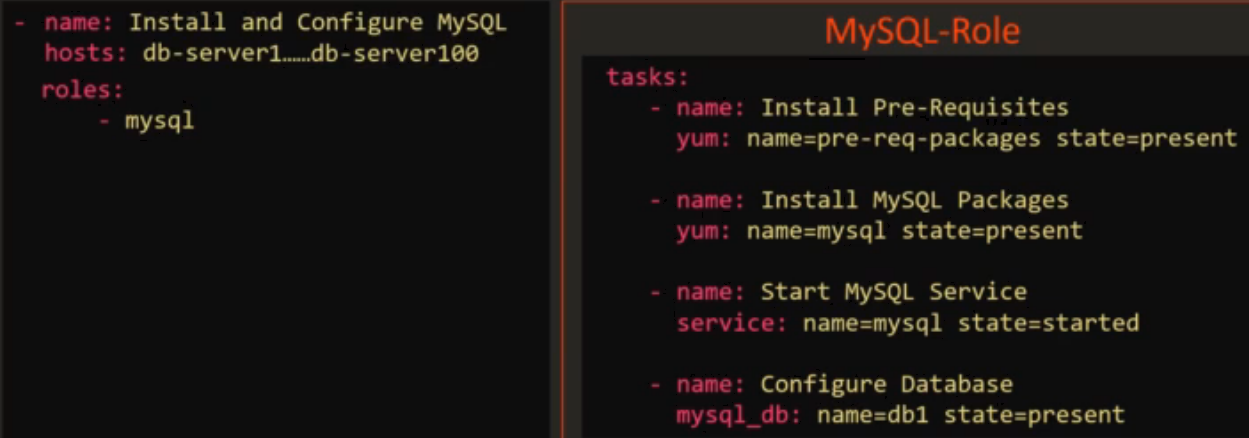 - name: Install and Configure MySQL
hosts: db-server1……db-server100
roles:
- mysql
MySQL-Role
tasks:
- name: Install Pre-Requisites
yum: name=pre-req-packages state=present
- name: Install MySQL Packages
yum: name=mysql state=present
- name: Start MySQL Service
service: name=mysql state=started
- name: Configure Database
mysql_db: name=db1 state=present